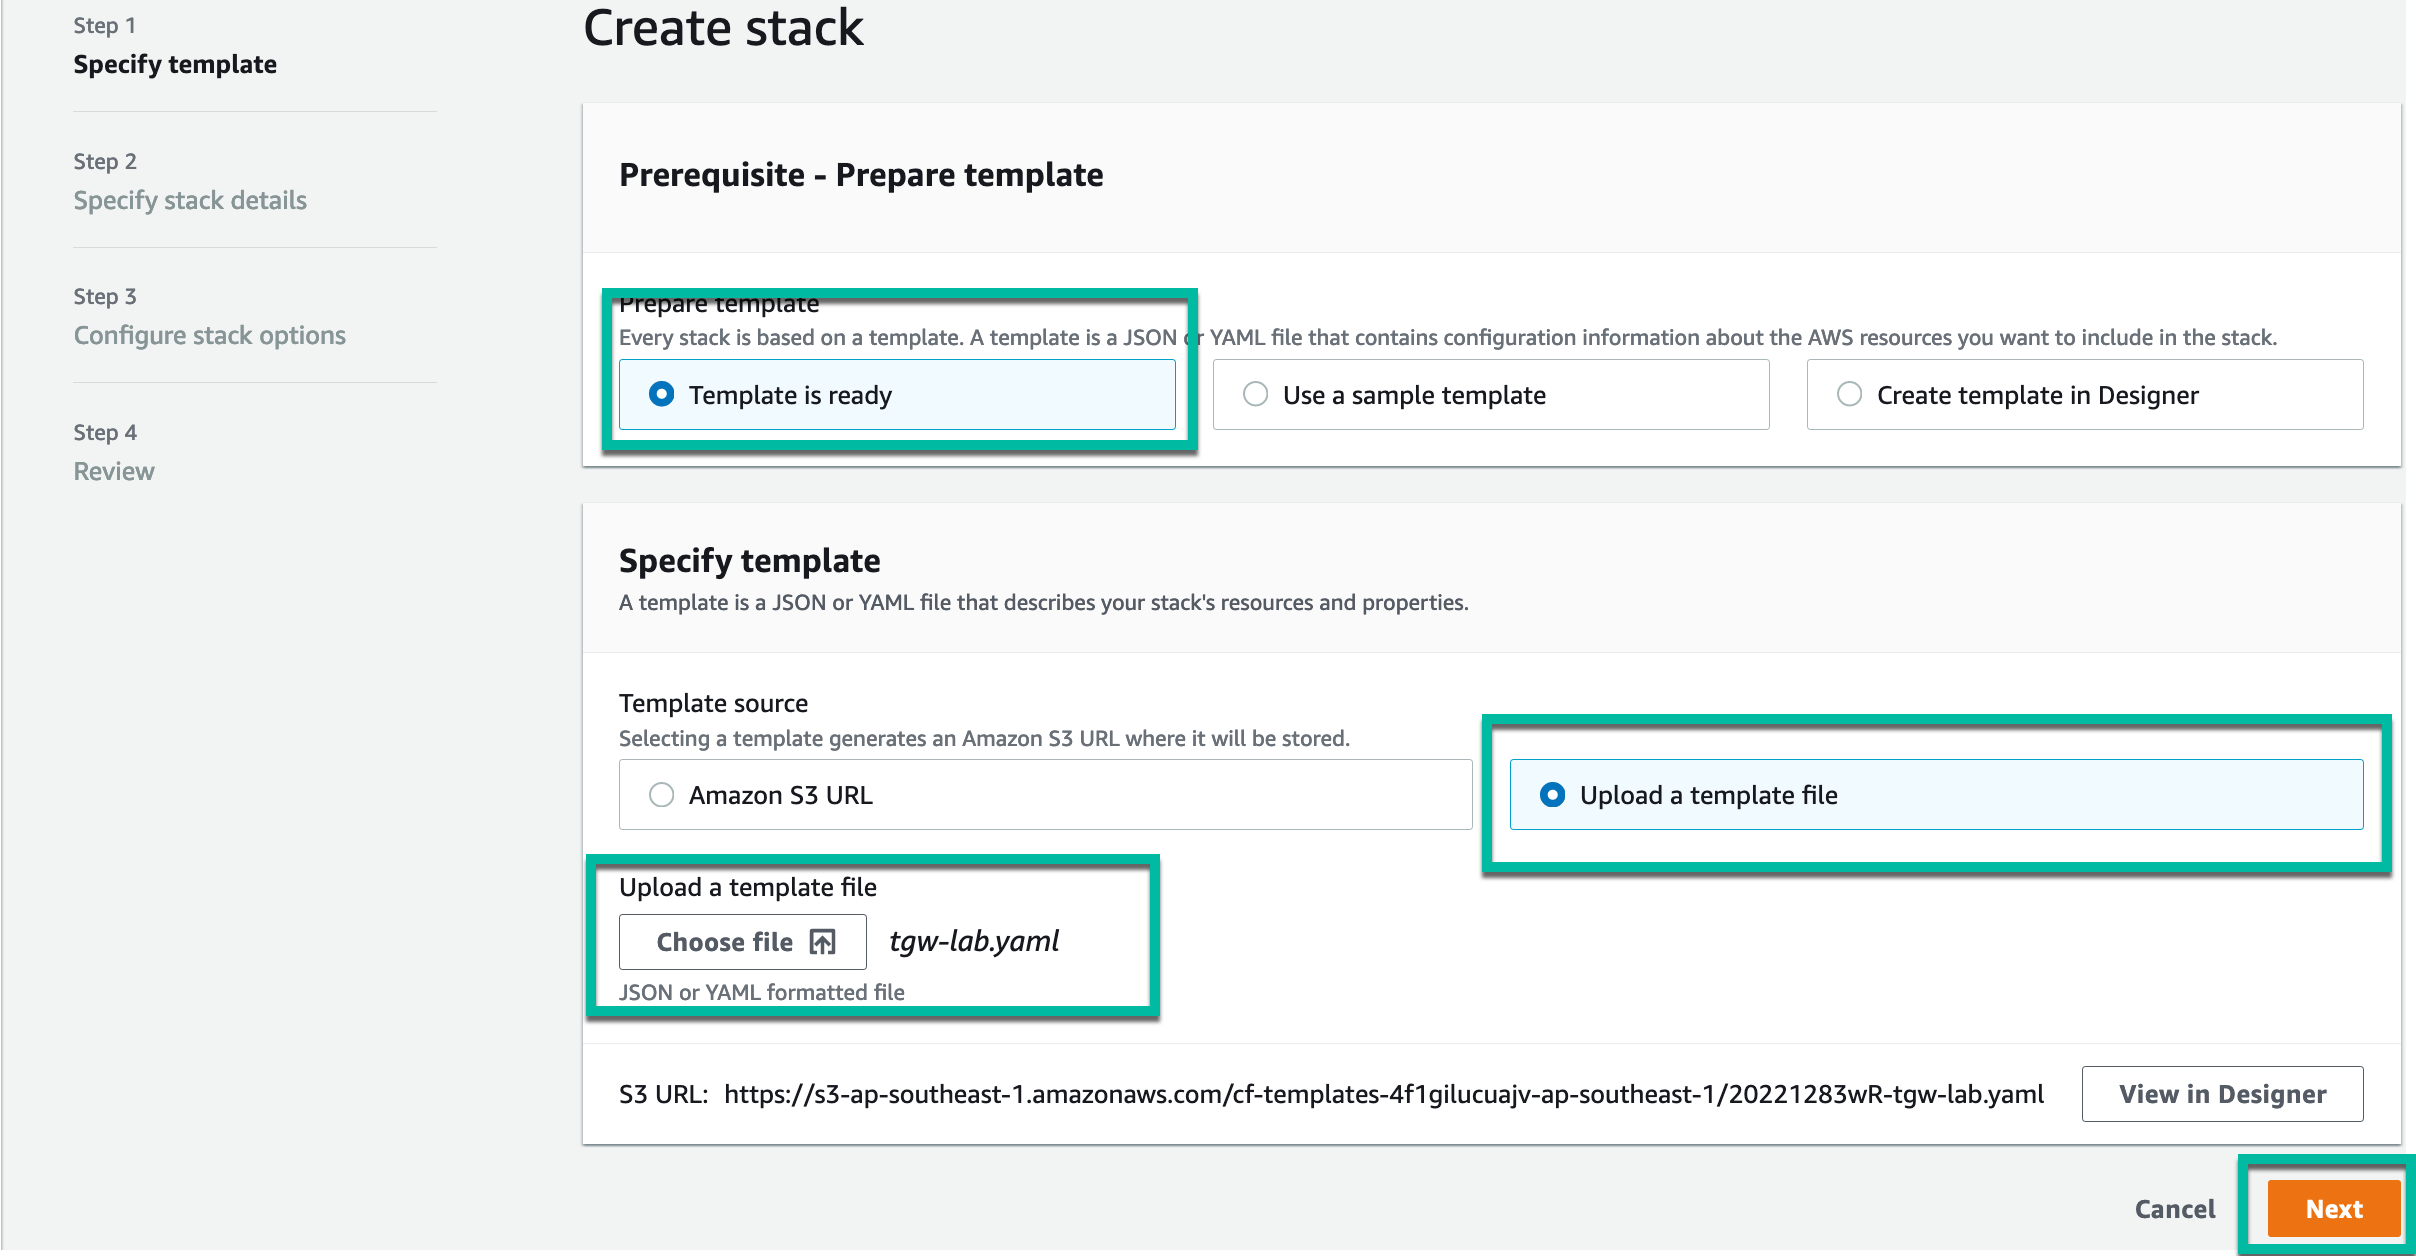 Step 1
Specify template
Step 2
Specify stack details
Step 3
Configure stack options
Step 4
Review
Create stack
Prerequisite - Prepare template
Prepare template
Every stack is based on a template. A template is a JSON or YAML file that contains configuration information about the AWS resources you want to include in the stack.
Template is ready
Use a sample template
Create template in Designer
Specify template
A template is a JSON or YAML file that describes your stack's resources and properties.
Template source
Selecting a template generates an Amazon S3 URL where it will be stored.
Amazon S3 URL
Upload a template file
Upload a template file
Choose file
tgw-lab.yaml
JSON or YAML formatted file
S3 URL: https://s3-ap-southeast-1.amazonaws.com/cf-templates-4f1gilucuajv-ap-southeast-1/20221283wR-tgw-lab.yaml
View in Designer
Cancel
Next